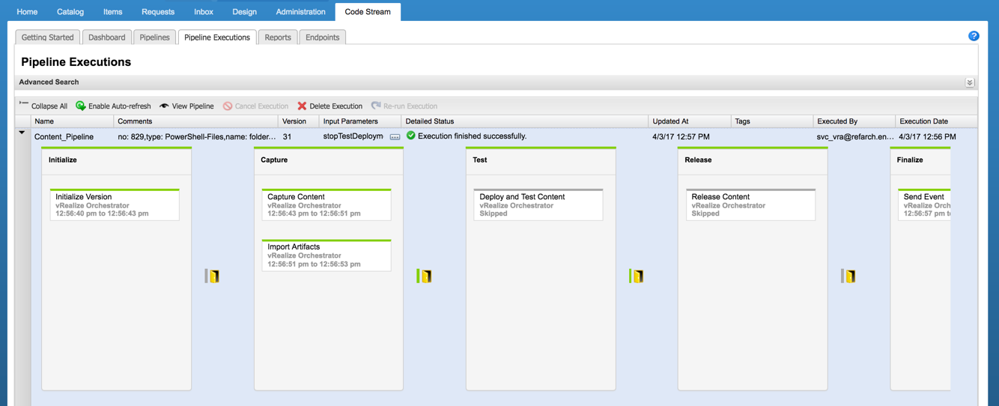 Home Catalog Items Requests Inbox Design Administration Code Stream
Getting Started Dashboard Pipelines Pipeline Executions Reports Endpoints
?
Pipeline Executions
Advanced Search
Collapse All Enable Auto-refresh View Pipeline Cancel Execution Delete Execution Re-run Execution
Name Comments Version Input Parameters Detailed Status Updated At Tags Executed By Execution Date
Content_Pipeline no: 829,type: PowerShell-Files,name: folder... 31 stopTestDeploym ... Execution finished successfully. 4/3/17 12:57 PM svc_vra@refarch.en... 4/3/17 12:56 PM
Initialize
Initialize Version
vRealize Orchestrator
12:56:40 pm to 12:56:43 pm
Capture
Capture Content
vRealize Orchestrator
12:56:43 pm to 12:56:51 pm
Import Artifacts
vRealize Orchestrator
12:56:51 pm to 12:56:53 pm
Test
Deploy and Test Content
vRealize Orchestrator
Skipped
Release
Release Content
vRealize Orchestrator
Skipped
Finalize
Send Event
vRealize Orch
12:56:57 pm